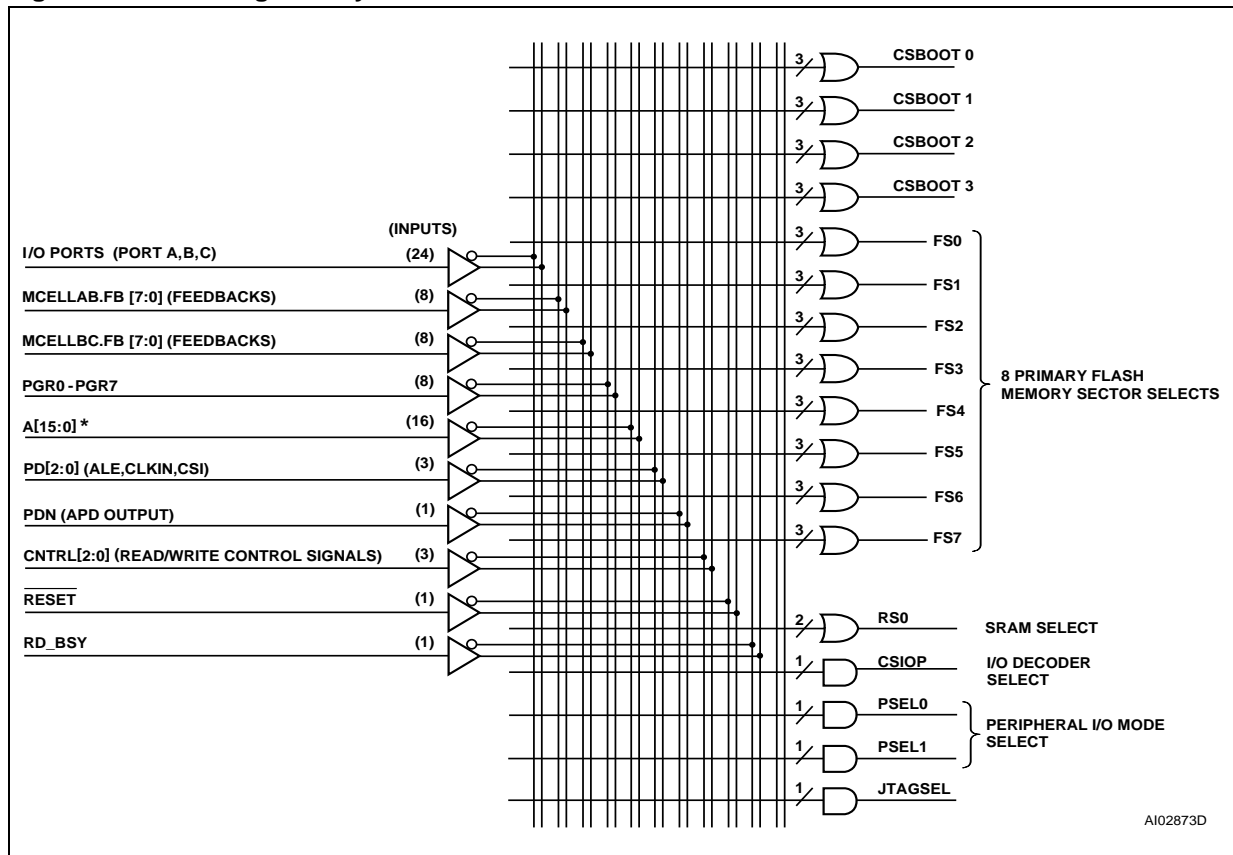 3 CSBOOT 0
3 CSBOOT 1
3 CSBOOT 2
3 CSBOOT 3
(INPUTS)
I/O PORTS (PORT A,B,C) (24)
MCELLAB.FB [7:0] (FEEDBACKS) (8)
MCELLBC.FB [7:0] (FEEDBACKS) (8)
PGR0 - PGR7 (8)
A[15:0] * (16)
PD[2:0] (ALE,CLKIN,CSI) (3)
PDN (APD OUTPUT) (1)
CNTRL[2:0] (READ/WRITE CONTROL SIGNALS) (3)
RESET (1)
RD_BSY (1)
3 FS0
3 FS1
3 FS2
3 FS3
3 FS4
3 FS5
3 FS6
3 FS7
8 PRIMARY FLASH
MEMORY SECTOR SELECTS
2 RS0 SRAM SELECT
1 CSIOP I/O DECODER
SELECT
1 PSEL0
1 PSEL1
PERIPHERAL I/O MODE
SELECT
1 JTAGSEL
AI02873D